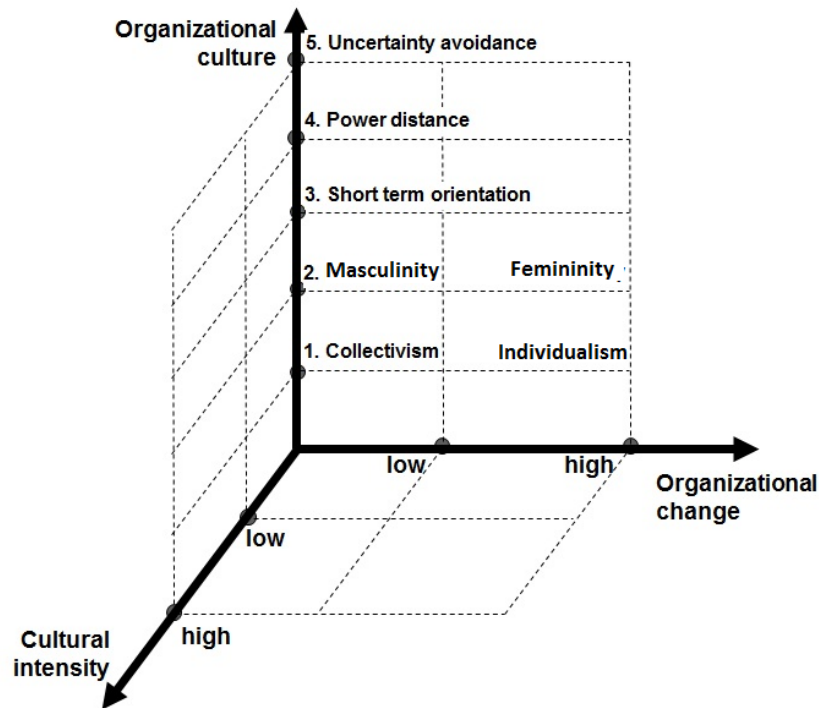 Organizational
culture
5. Uncertainty avoidance
4. Power distance
3. Short term orientation
2. Masculinity Femininity
1. Collectivism Individualism
low high
Organizational
change
low
high
Cultural
intensity